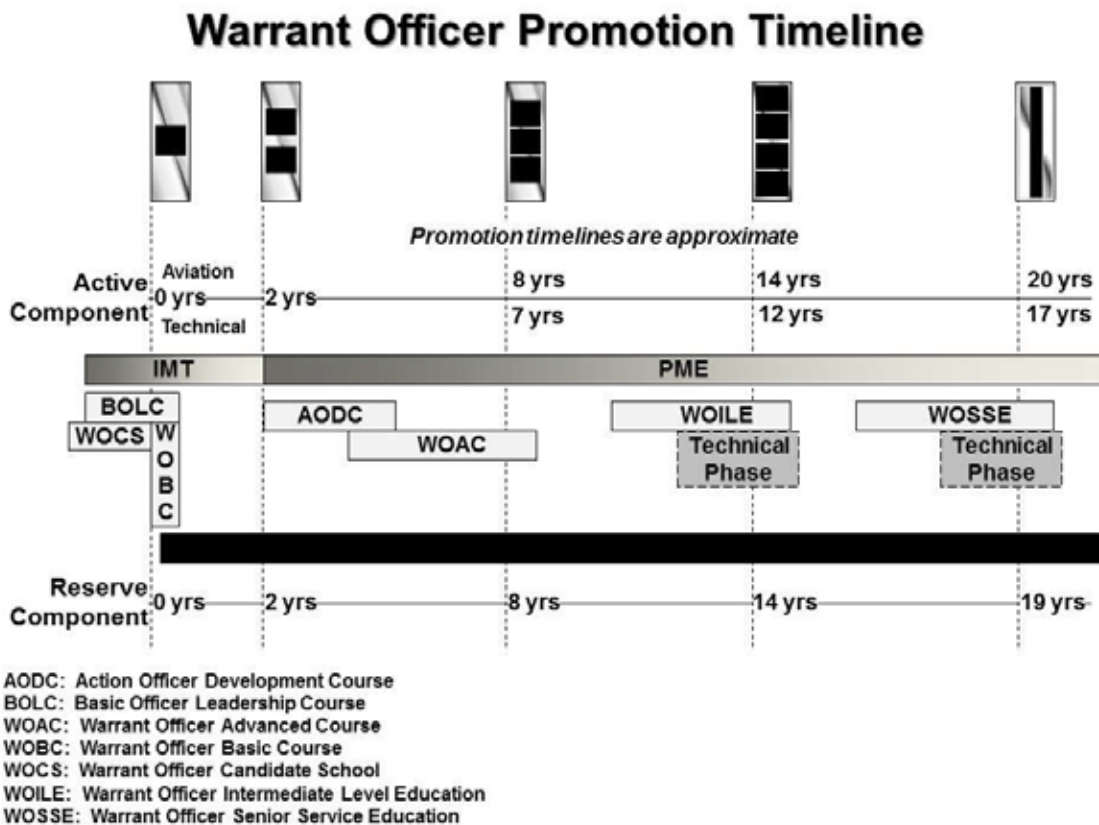 Warrant Officer Promotion Timeline
Promotion timelines are approximate
Active Component
Aviation
0 yrs
Technical
2 yrs
8 yrs
7 yrs
14 yrs
12 yrs
20 yrs
17 yrs
IMT
PME
BOLC
WOCS
WOBC
AODC
WOAC
WOILE
Technical
Phase
WOSSE
Technical
Phase
Reserve
Component
0 yrs
2 yrs
8 yrs
14 yrs
19 yrs
AODC: Action Officer Development Course
BOLC: Basic Officer Leadership Course
WOAC: Warrant Officer Advanced Course
WOBC: Warrant Officer Basic Course
WOCS: Warrant Officer Candidate School
WOILE: Warrant Officer Intermediate Level Education
WOSSE: Warrant Officer Senior Service Education